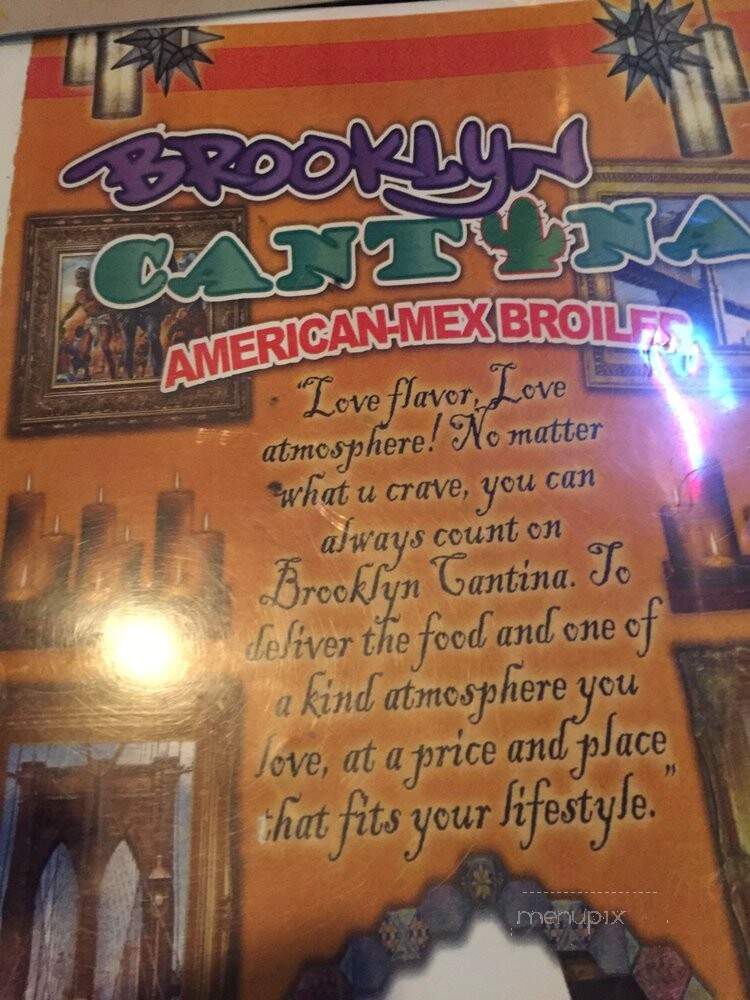 BROOKLYN
CANTINA
AMERICAN-MEX BROILER
"Love flavor, Love
atmosphere! No matter
what u crave, you can
always count on
Brooklyn Cantina. To
deliver the food and one of
a kind atmosphere you
love, at a price and place
that fits your lifestyle."
menupix